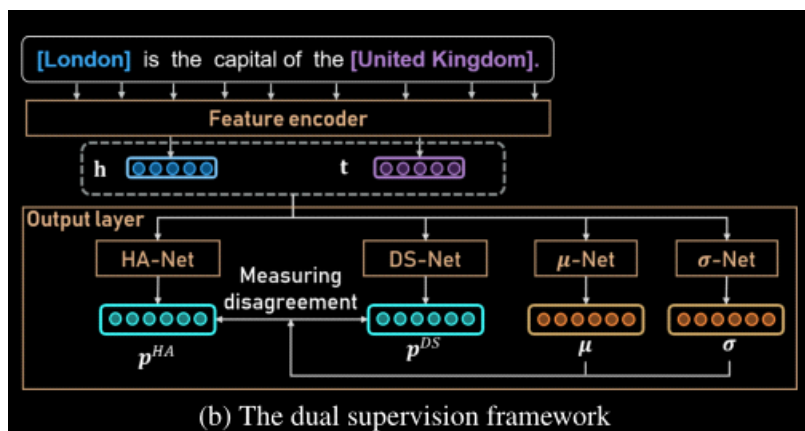 [London] is the capital of the [United Kingdom].
Feature encoder
h
t
Output layer
HA-Net
DS-Net
μ-Net
σ-Net
Measuring
disagreement
p^HA
p^DS
μ
σ
(b) The dual supervision framework